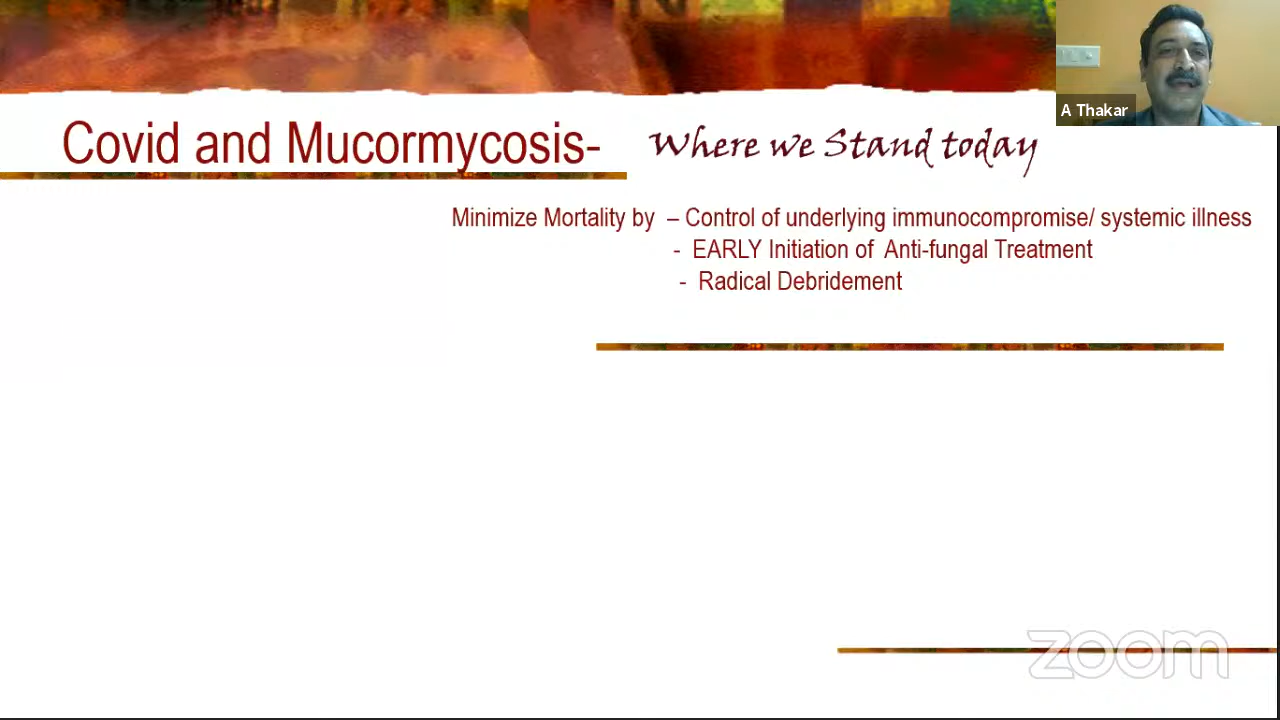 A Thakar
Covid and Mucormycosis- Where we Stand today
Minimize Mortality by – Control of underlying immunocompromise/ systemic illness
- EARLY Initiation of Anti-fungal Treatment
- Radical Debridement
zoom